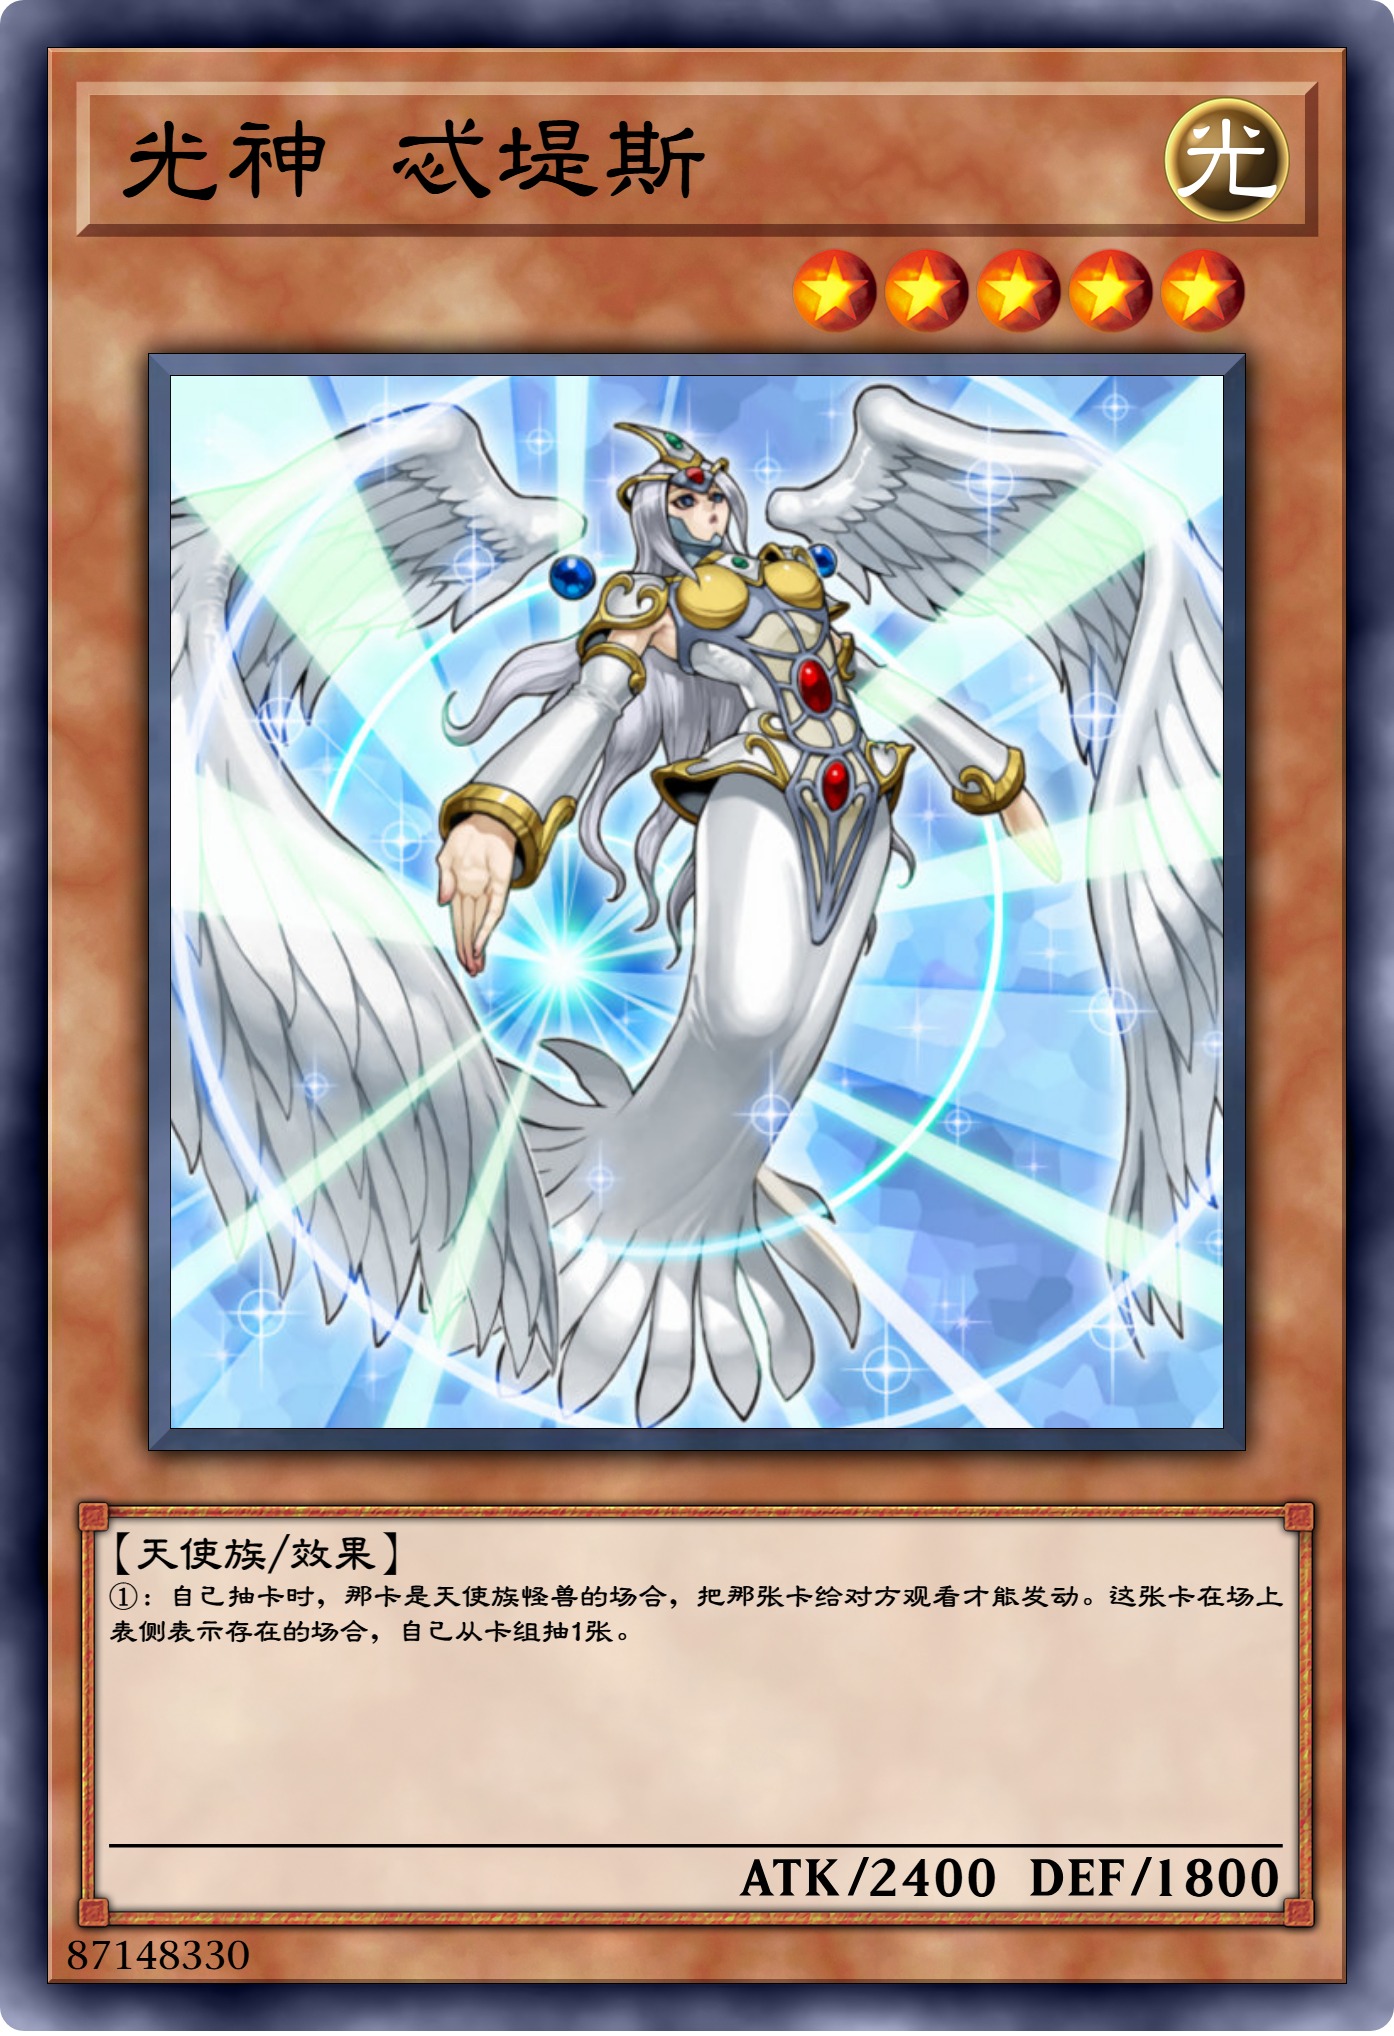 光神 忒堤斯
光
【天使族/效果】
①：自己抽卡时，那卡是天使族怪兽的场合，把那张卡给对方观看才能发动。这张卡在场上
表侧表示存在的场合，自己从卡组抽1张。
ATK/2400 DEF/1800
87148330